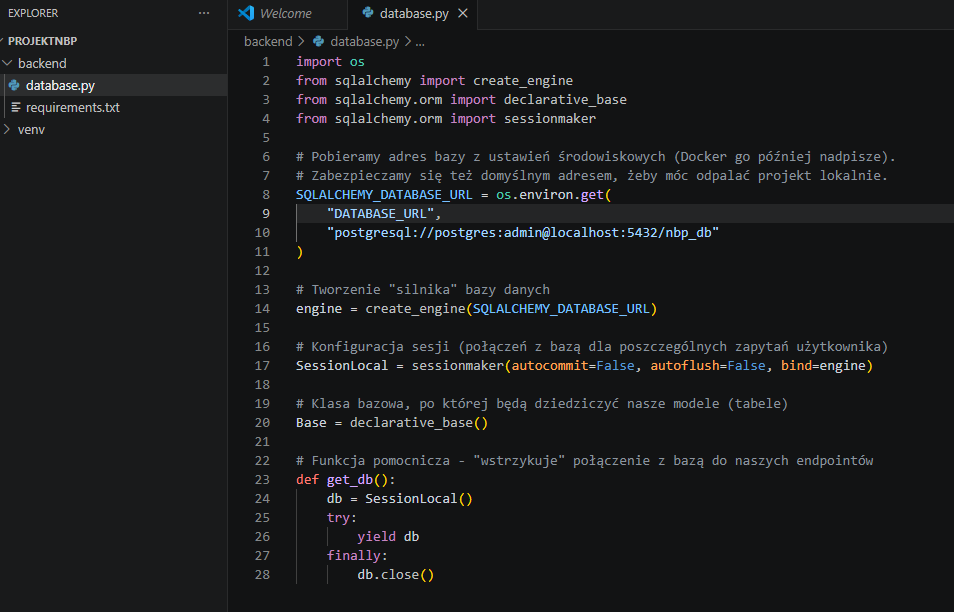 EXPLORER
...
Welcome
database.py
PROJEKTNBP
backend
database.py
requirements.txt
venv
backend > database.py > ...
1 import os
2 from sqlalchemy import create_engine
3 from sqlalchemy.orm import declarative_base
4 from sqlalchemy.orm import sessionmaker
5
6 # Pobieramy adres bazy z ustawień środowiskowych (Docker go później nadpisze).
7 # Zabezpieczamy się też domyślnym adresem, żeby móc odpalać projekt lokalnie.
8 SQLALCHEMY_DATABASE_URL = os.environ.get(
9     "DATABASE_URL",
10     "postgresql://postgres:admin@localhost:5432/nbp_db"
11 )
12
13 # Tworzenie "silnika" bazy danych
14 engine = create_engine(SQLALCHEMY_DATABASE_URL)
15
16 # Konfiguracja sesji (połączeń z bazą dla poszczególnych zapytań użytkownika)
17 SessionLocal = sessionmaker(autocommit=False, autoflush=False, bind=engine)
18
19 # Klasa bazowa, po której będą dziedziczyć nasze modele (tabele)
20 Base = declarative_base()
21
22 # Funkcja pomocnicza - "wstrzykuje" połączenie z bazą do naszych endpointów
23 def get_db():
24     db = SessionLocal()
25     try:
26         yield db
27     finally:
28         db.close()